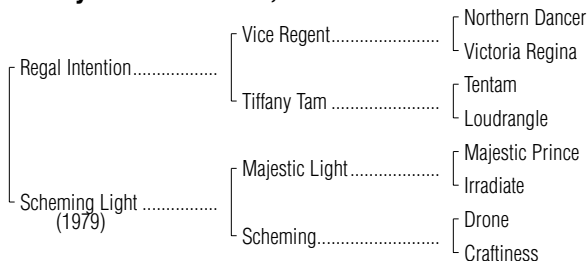 Northern Dancer
Vice Regent
Victoria Regina
Regal Intention
Tentam
Tiffany Tam
Loudrangle
Majestic Prince
Majestic Light
Irradiate
Scheming Light
(1979)
Drone
Scheming
Craftiness